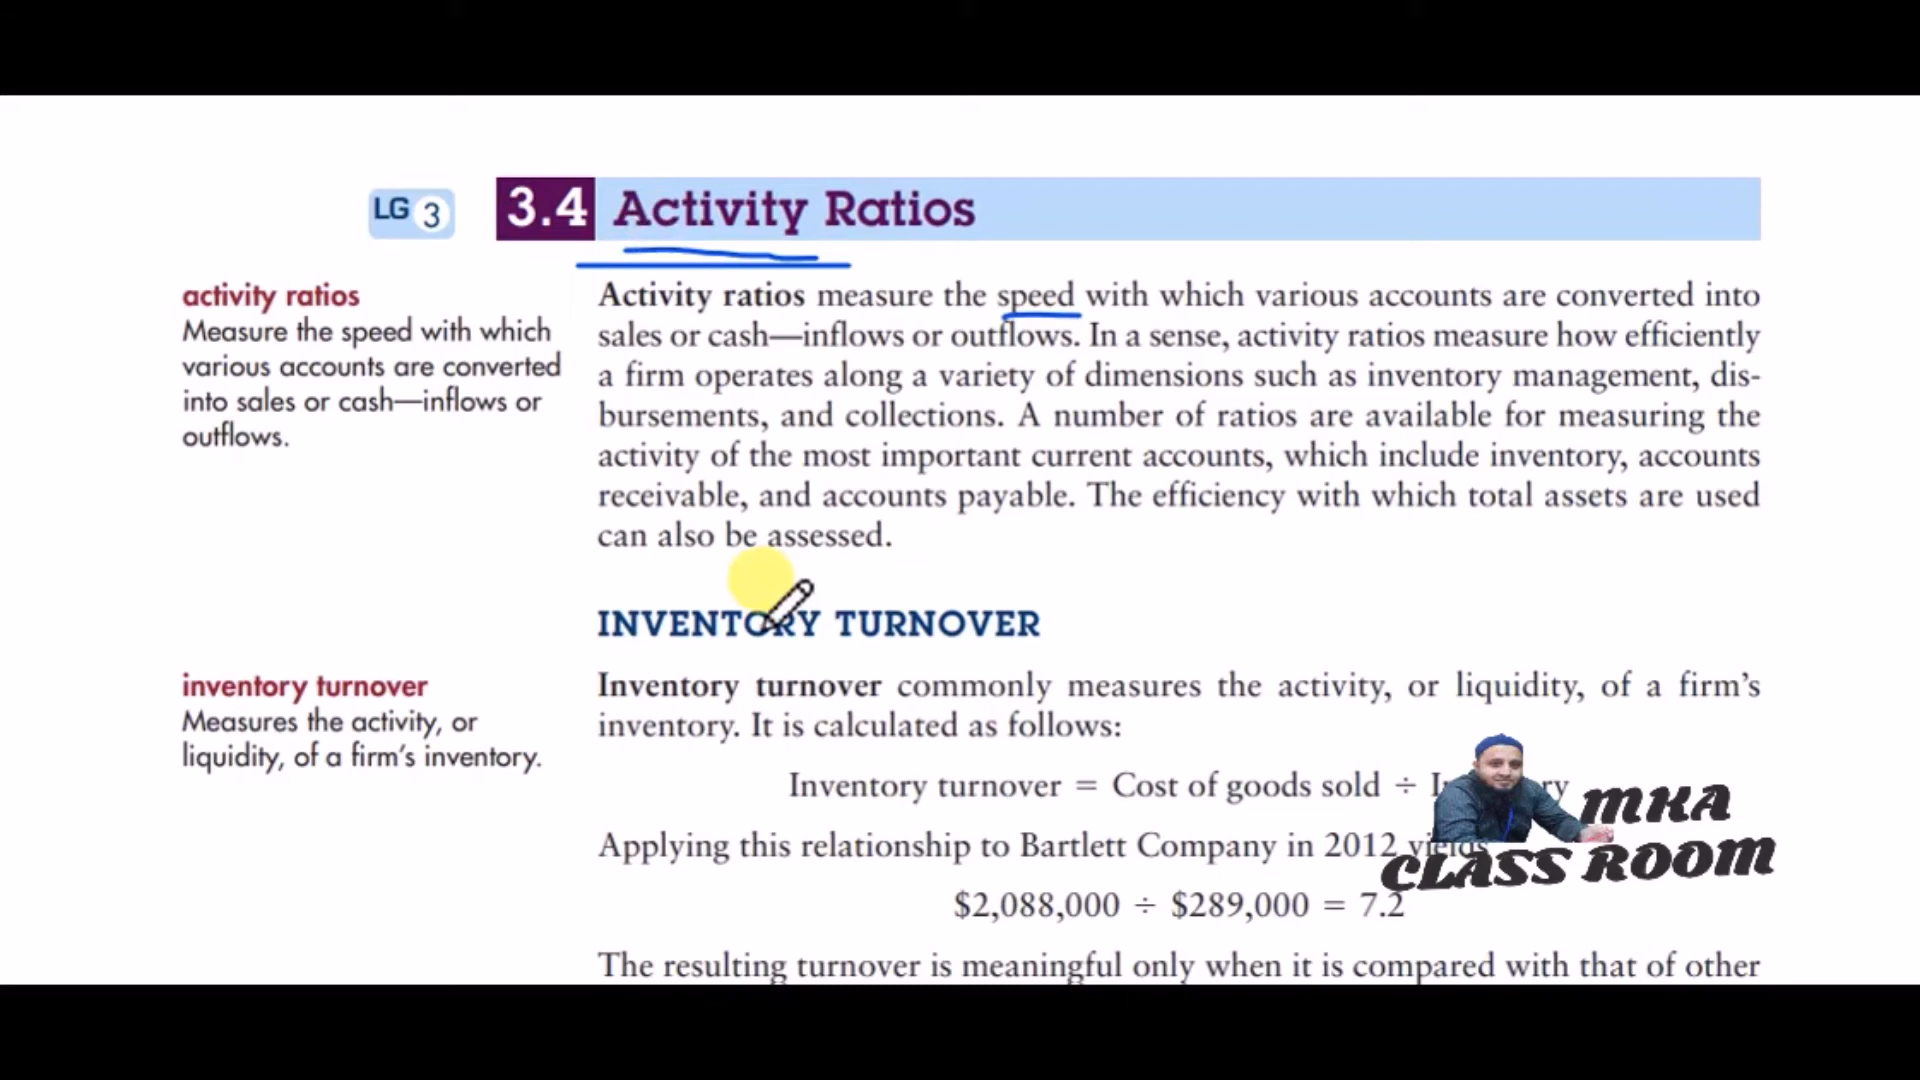 LG 3
3.4 Activity Ratios
activity ratios
Measure the speed with which
various accounts are converted
into sales or cash—inflows or
outflows.
Activity ratios measure the speed with which various accounts are converted into
sales or cash—inflows or outflows. In a sense, activity ratios measure how efficiently
a firm operates along a variety of dimensions such as inventory management, dis-
bursements, and collections. A number of ratios are available for measuring the
activity of the most important current accounts, which include inventory, accounts
receivable, and accounts payable. The efficiency with which total assets are used
can also be assessed.
INVENTORY TURNOVER
inventory turnover
Measures the activity, or
liquidity, of a firm's inventory.
Inventory turnover commonly measures the activity, or liquidity, of a firm's
inventory. It is calculated as follows:
Inventory turnover = Cost of goods sold ÷
Applying this relationship to Bartlett Company in 2012 yields
$2,088,000 ÷ $289,000 = 7.2
The resulting turnover is meaningful only when it is compared with that of other
MKA
CLASS ROOM